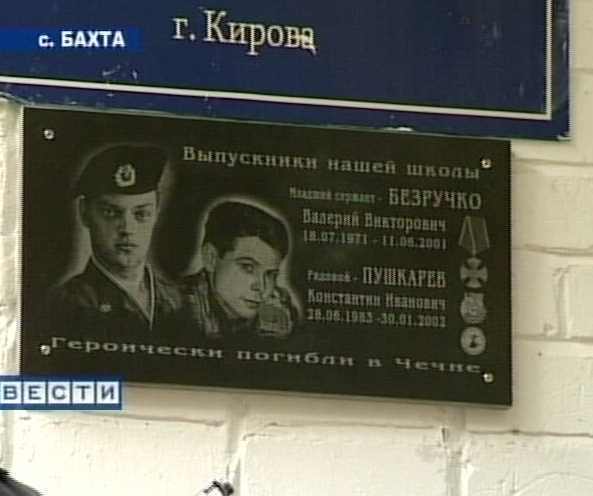 с. БАХТА
г. Кирова
Выпускники нашей школы
Младший сержант - БЕЗРУЧКО
Валерий Викторович
18.07.1971 - 11.06.2001
Рядовой - ПУШКАРЕВ
Константин Иванович
28.06.1983 -30.01.2002
Героически погибли в Чечне
ВЕСТИ